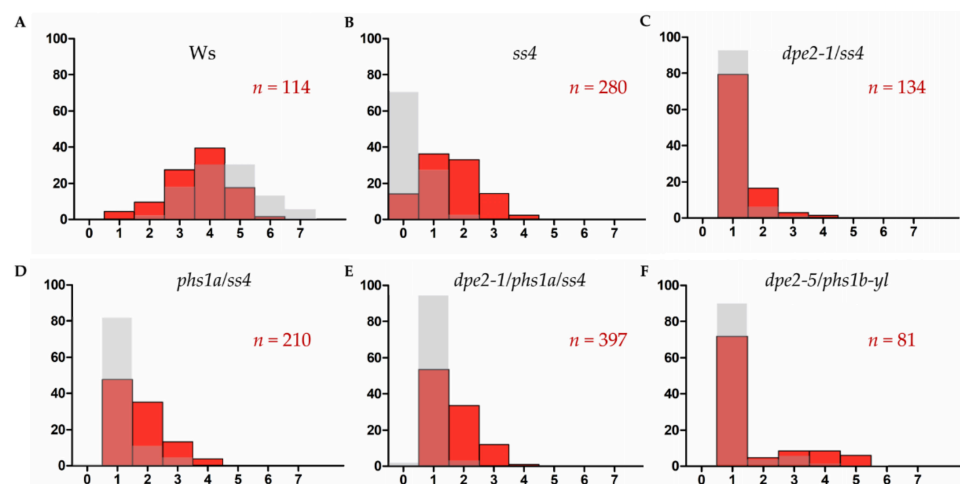 A
Ws
n = 114
100
80
60
40
20
0
0 1 2 3 4 5 6 7
B
ss4
n = 280
100
80
60
40
20
0
0 1 2 3 4 5 6 7
C
dpe2-1/ss4
n = 134
100
80
60
40
20
0
0 1 2 3 4 5 6 7
D
phs1a/ss4
n = 210
100
80
60
40
20
0
0 1 2 3 4 5 6 7
E
dpe2-1/phs1a/ss4
n = 397
100
80
60
40
20
0
0 1 2 3 4 5 6 7
F
dpe2-5/phs1b-yl
n = 81
100
80
60
40
20
0
0 1 2 3 4 5 6 7